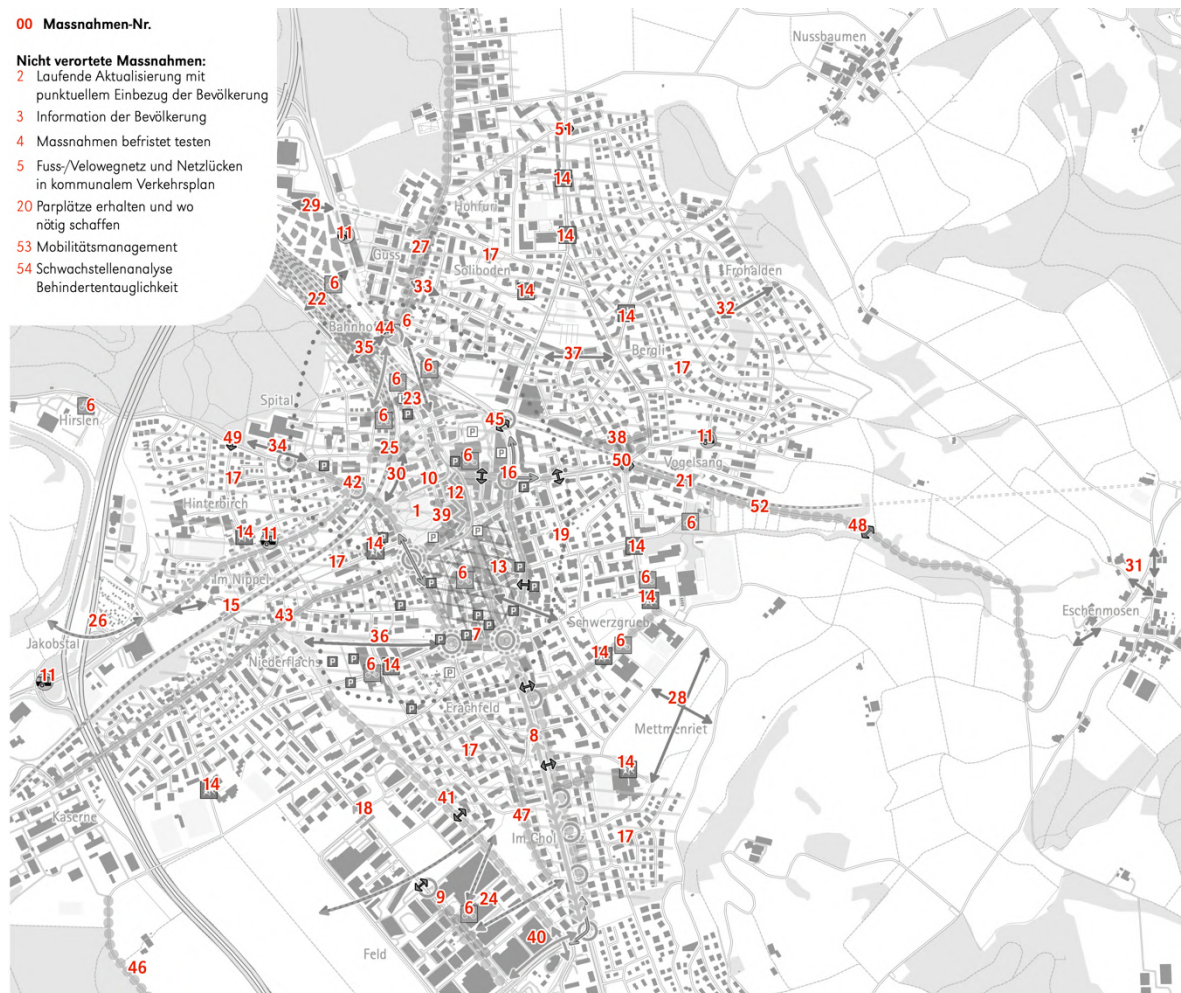 00 Massnahmen-Nr.
Nicht verortete Massnahmen:
2 Laufende Aktualisierung mit
punktuellem Einbezug der Bevölkerung
3 Information der Bevölkerung
4 Massnahmen befristet testen
5 Fuss-/Velowegnetz und Netzlücken
in kommunalem Verkehrsplan
20 Parplätze erhalten und wo
nötig schaffen
53 Mobilitätsmanagement
54 Schwachstellenanalyse
Behindertentauglichkeit
Nussbaumen
51
14
29
Hohfuri
11
14
27
17
Guss
Soliboden
Frohalden
6
33
14
22
32
14
44 6
Bahnhof
35
37
Bergli
6
17
6
23
P
Spital
6
Hirslen
6
P
45
P
49
34
25
38
11
P
6
P
50
Vogelsang
17
30
10
16
21
42
P
12
Hinterbirch
1
39
52
P
6
48
14
11
P
P
19
14
14
17
13
P
31
Im Nippel
6
6
P
P
14
15
P
P
Eschenmosen
26
43
P
P
Schwerzgrueb
36
P
7
6
Jakobstal
P
P
14
Niederflachs
6
14
11
P
P
P
28
P
Erachfeld
Mettmenriet
8
17
14
14
41
18
47
Kaserne
Im Chol
17
9
24
6
40
Feld
46